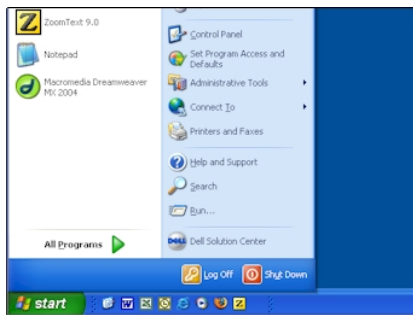 ZoomText 9.0
Notepad
Macromedia Dreamweaver
MX 2004
All Programs
Control Panel
Set Program Access and
Defaults
Administrative Tools
Connect To
Printers and Faxes
Help and Support
Search
Run...
DELL
Dell Solution Center
Log Off
Shut Down
start